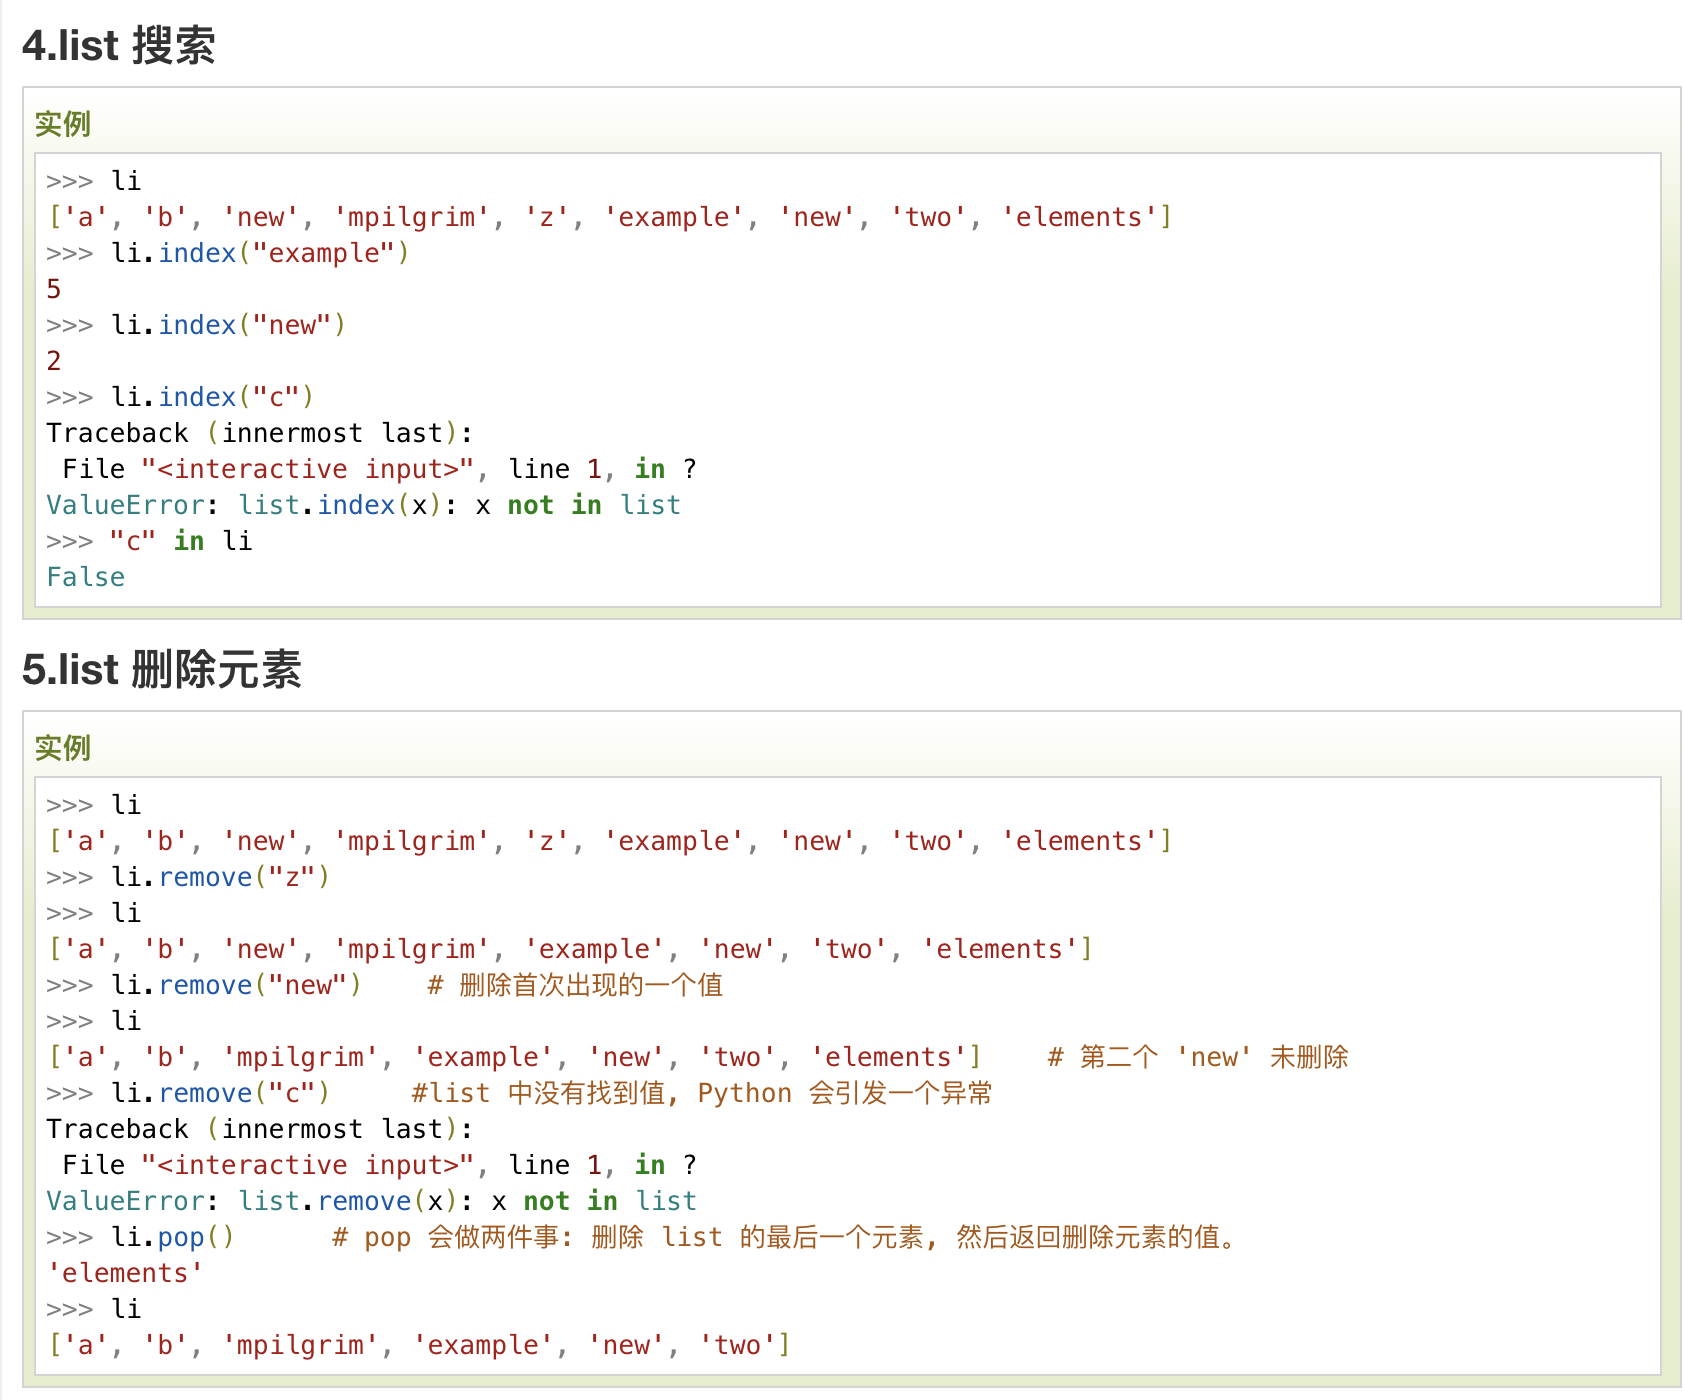 4.list 搜索
实例
>>> li
['a', 'b', 'new', 'mpilgrim', 'z', 'example', 'new', 'two', 'elements']
>>> li.index("example")
5
>>> li.index("new")
2
>>> li.index("c")
Traceback (innermost last):
 File "<interactive input>", line 1, in ?
ValueError: list.index(x): x not in list
>>> "c" in li
False
5.list 删除元素
实例
>>> li
['a', 'b', 'new', 'mpilgrim', 'z', 'example', 'new', 'two', 'elements']
>>> li.remove("z")
>>> li
['a', 'b', 'new', 'mpilgrim', 'example', 'new', 'two', 'elements']
>>> li.remove("new")    # 删除首次出现的一个值
>>> li
['a', 'b', 'mpilgrim', 'example', 'new', 'two', 'elements']    # 第二个 'new' 未删除
>>> li.remove("c")     #list 中没有找到值, Python 会引发一个异常
Traceback (innermost last):
 File "<interactive input>", line 1, in ?
ValueError: list.remove(x): x not in list
>>> li.pop()      # pop 会做两件事: 删除 list 的最后一个元素, 然后返回删除元素的值。
'elements'
>>> li
['a', 'b', 'mpilgrim', 'example', 'new', 'two']